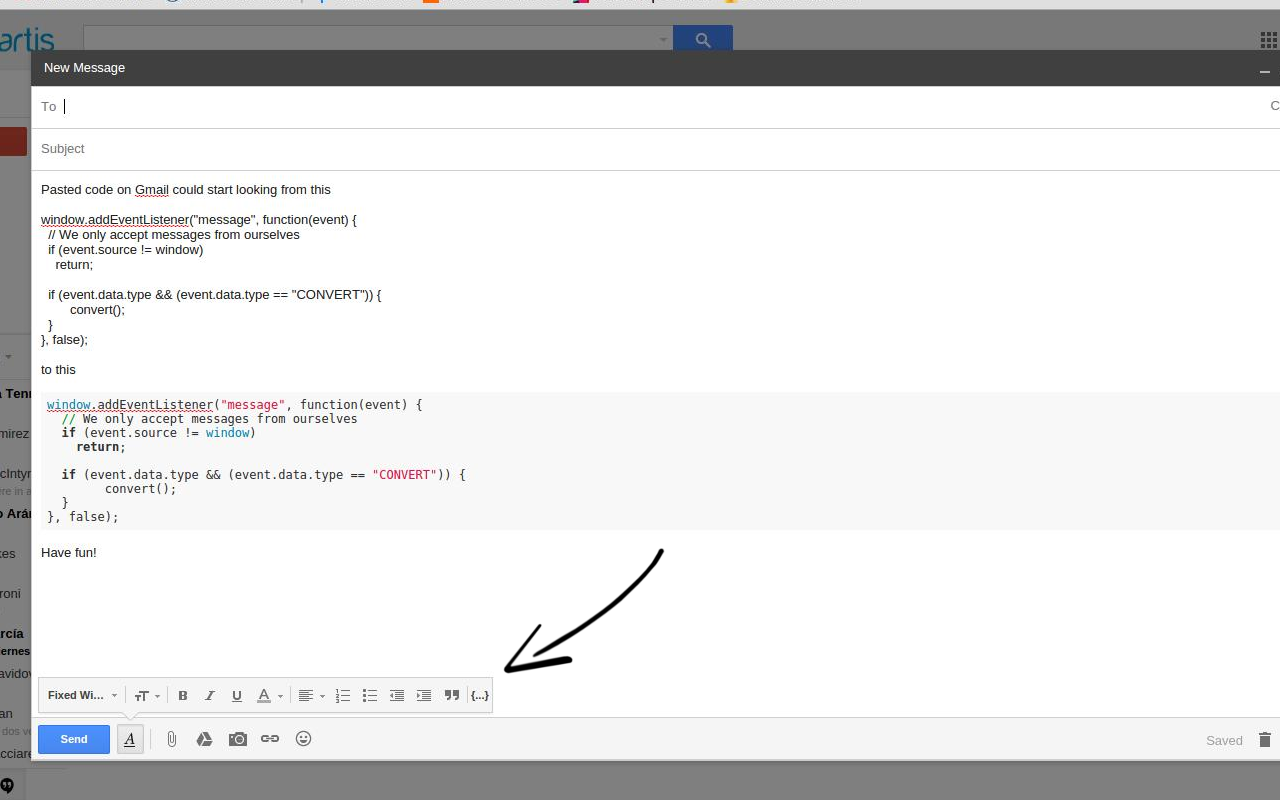 artis
New Message
To
C
Subject
Pasted code on Gmail could start looking from this
window.addEventListener("message", function(event) {
  // We only accept messages from ourselves
  if (event.source != window)
    return;
  if (event.data.type && (event.data.type == "CONVERT")) {
        convert();
  }
}, false);
to this
window.addEventListener("message", function(event) {
  // We only accept messages from ourselves
  if (event.source != window)
    return;
  if (event.data.type && (event.data.type == "CONVERT")) {
        convert();
  }
}, false);
Have fun!
a Tenn
mirez
cIntyr
ere in a
o Arán
kes
roni
rcía
ernes
avidov
an
dos ve
cciare
Fixed Wi... TT B I U A {...}
Send A
Saved